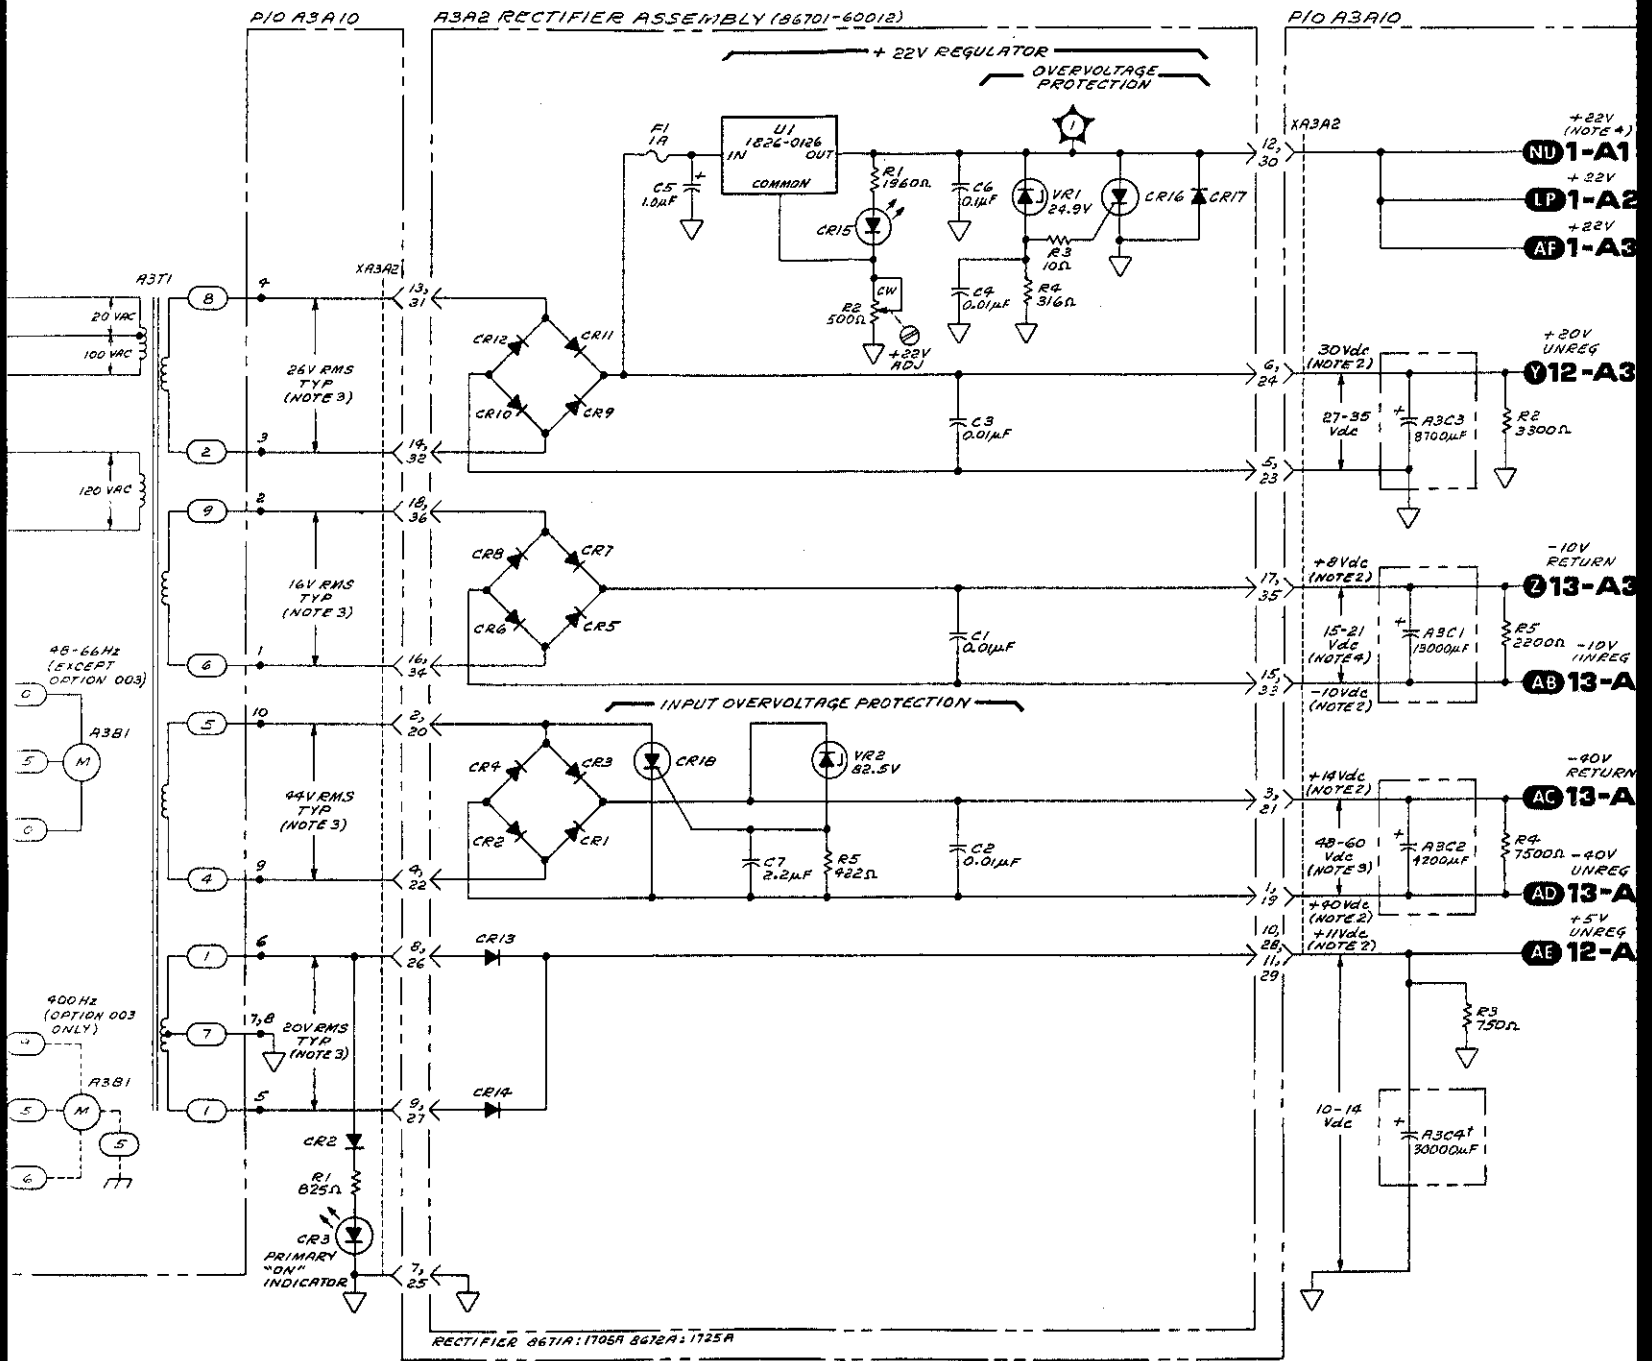 P/O A3A10
A3A2 RECTIFIER ASSEMBLY (86701-60012)
P/O A3A10
+ 22V REGULATOR
OVERVOLTAGE
PROTECTION
F1
1A
U1
1826-0126
IN
OUT
COMMON
C5
1.0µF
+
R1
1960Ω
CR15
C6
0.1µF
VR1
24.9V
CR16
CR17
1
R3
10Ω
R4
316Ω
C4
0.01µF
CW
R2
500Ω
+22V
ADJ
12,
30
XA3A2
+22V
(NOTE 4)
NU 1-A1
+22V
LP 1-A2
+22V
AF 1-A3
A3T1
XA3A2
20 VAC
100 VAC
120 VAC
8
4
26V RMS
TYP
(NOTE 3)
2
3
13,
31
14,
32
CR12
CR11
CR10
CR9
C3
0.01µF
6,
24
5,
23
30Vdc
(NOTE 2)
27-35
Vdc
+
A3C3
8700µF
R2
3300Ω
+20V
UNREG
Y 12-A3
9
2
16V RMS
TYP
(NOTE 3)
6
1
18,
36
16,
34
CR8
CR7
CR6
CR5
C1
0.01µF
17,
35
15,
33
+8Vdc
(NOTE 2)
15-21
Vdc
(NOTE 4)
-10Vdc
(NOTE 2)
+
A3C1
13000µF
R5
2200Ω
-10V
RETURN
Z 13-A3
-10V
UNREG
AB 13-A
48-66Hz
(EXCEPT
OPTION 003)
A3B1
M
5
5
10
44V RMS
TYP
(NOTE 3)
4
9
2,
20
4,
22
INPUT OVERVOLTAGE PROTECTION
CR4
CR3
CR2
CR1
CR18
VR2
82.5V
C7
2.2µF
R5
422Ω
C2
0.01µF
3,
21
1,
19
+14Vdc
(NOTE 2)
48-60
Vdc
(NOTE 3)
+40Vdc
(NOTE 2)
+
A3C2
4200µF
R4
7500Ω
-40V
RETURN
AC 13-A
-40V
UNREG
AD 13-A
1
6
8,
26
CR13
10,
28
11,
29
+11Vdc
(NOTE 2)
+5V
UNREG
AE 12-A
7
7,8
20V RMS
TYP
(NOTE 3)
1
5
9,
27
CR14
R3
750Ω
10-14
Vdc
+
A3C4†
30000µF
400 Hz
(OPTION 003
ONLY)
A3B1
M
5
5
6
CR2
R1
825Ω
CR3
PRIMARY
"ON"
INDICATOR
7,
25
RECTIFIER 8671A:1705A 8672A:1725A